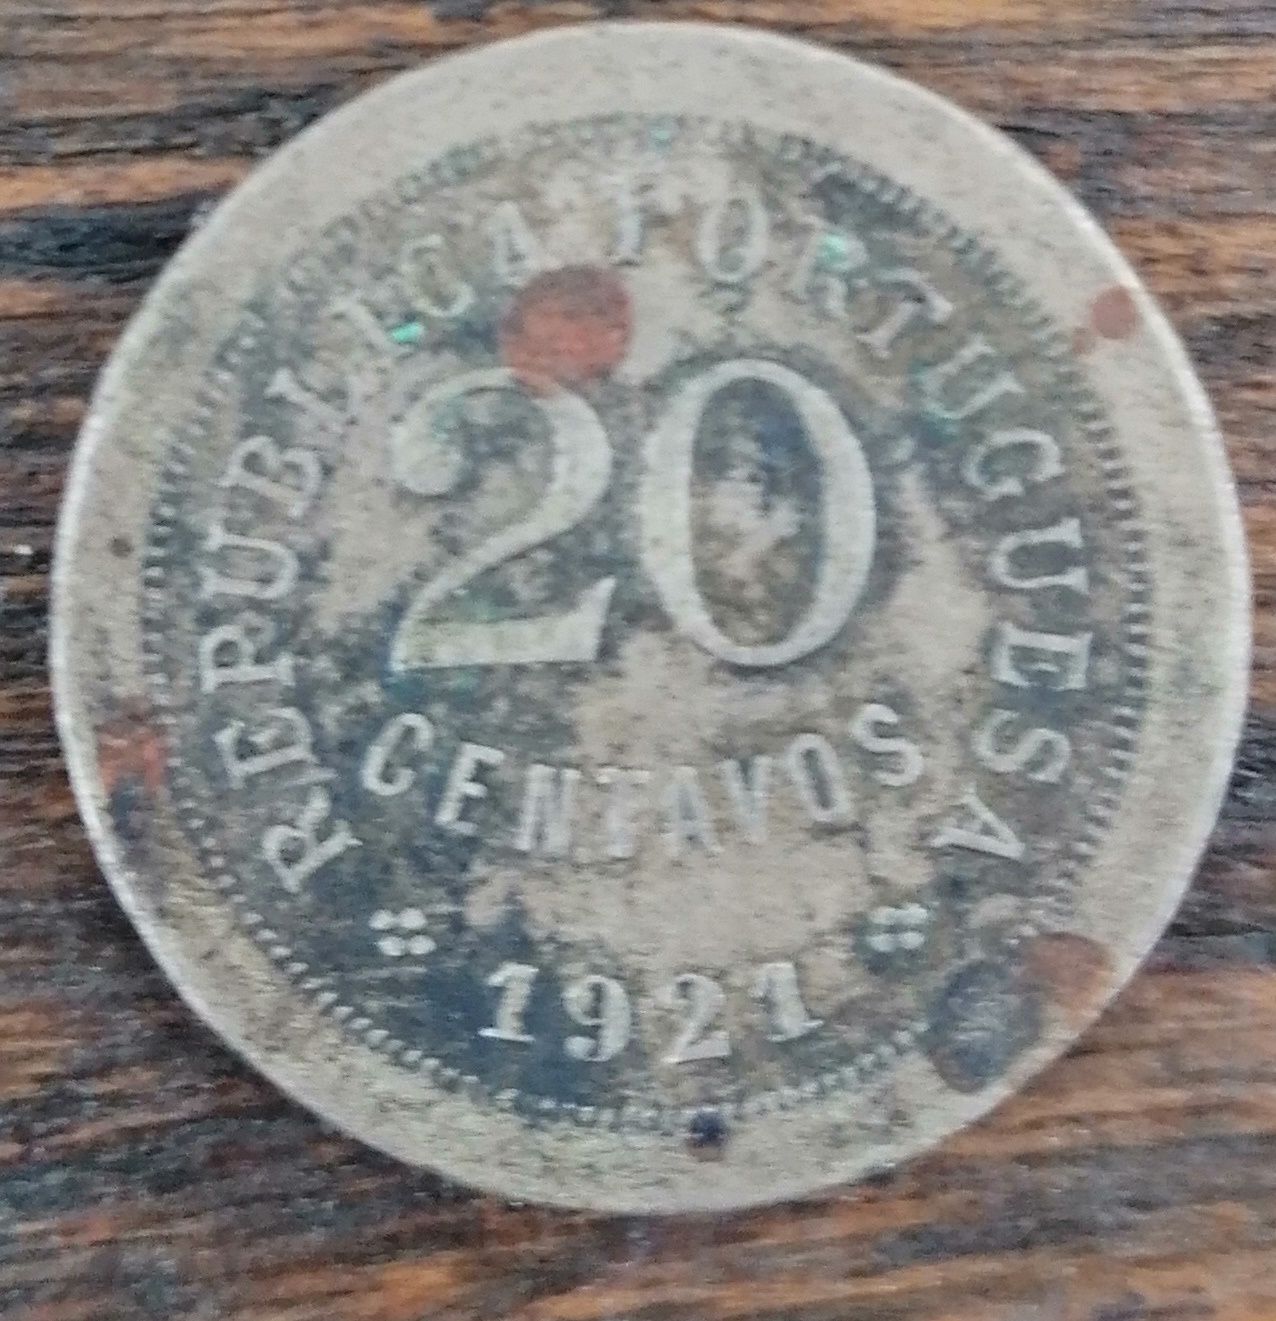 REPUBLICA PORTUGUESA
20
CENTAVOS
1921